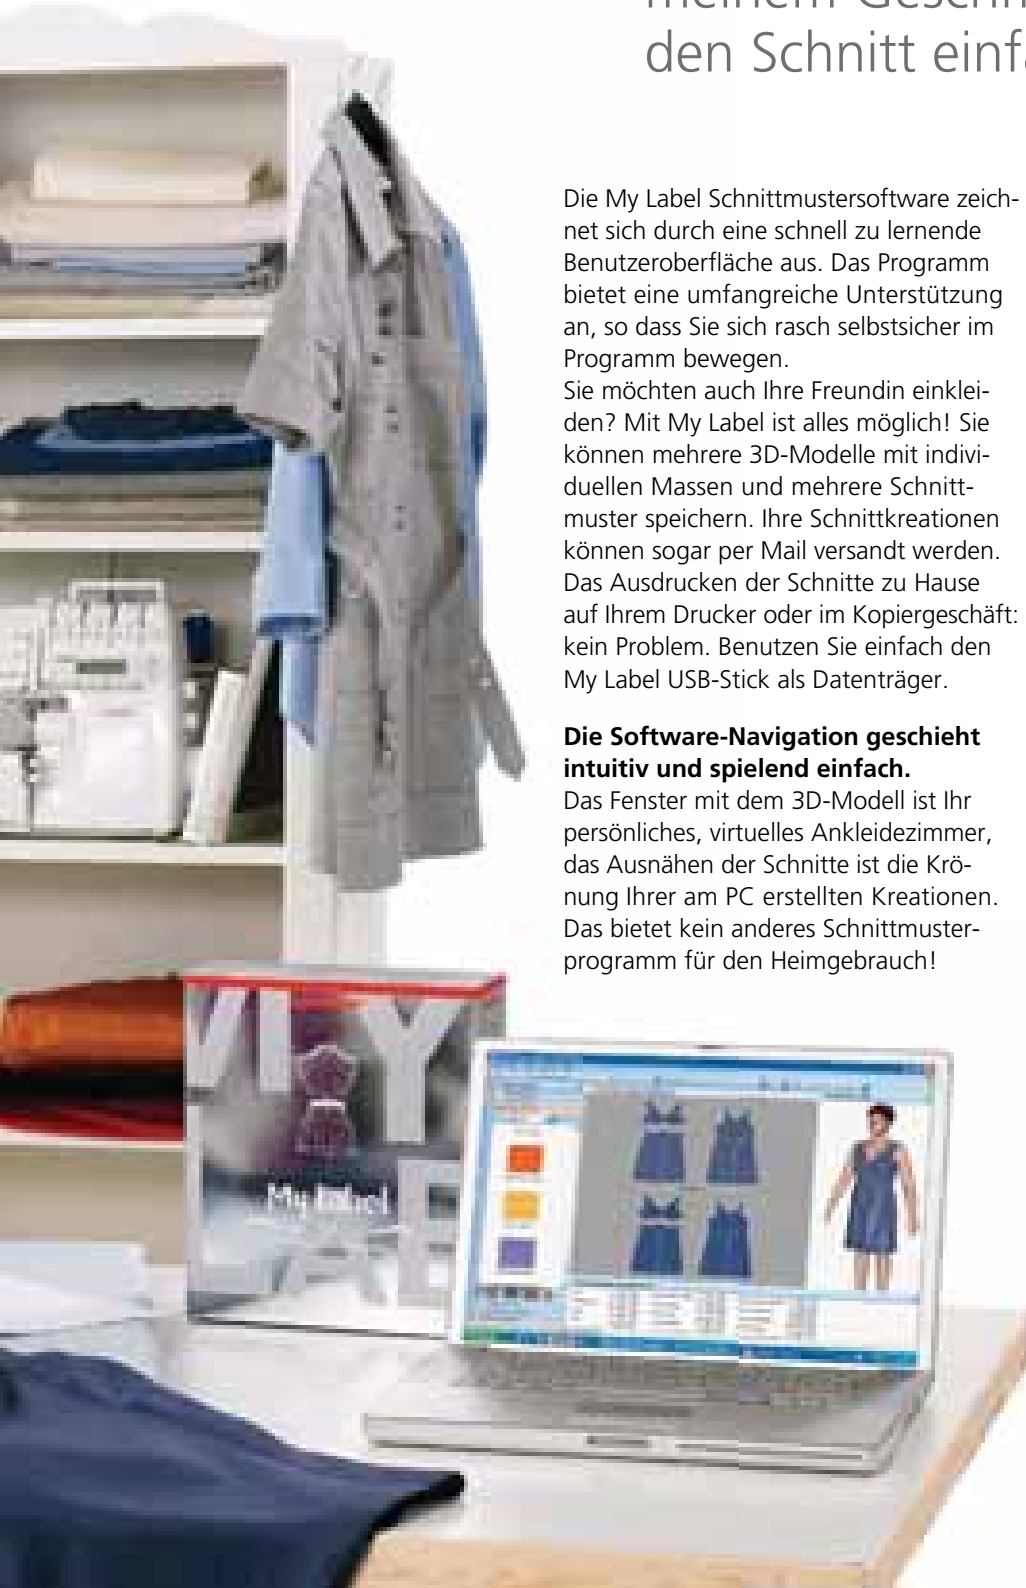 den Schnitt
Die My Label Schnittmustersoftware zeich-
net sich durch eine schnell zu lernende
Benutzeroberfläche aus. Das Programm
bietet eine umfangreiche Unterstützung
an, so dass Sie sich rasch selbstsicher im
Programm bewegen.
Sie möchten auch Ihre Freundin einklei-
den? Mit My Label ist alles möglich! Sie
können mehrere 3D-Modelle mit indivi-
duellen Massen und mehrere Schnitt-
muster speichern. Ihre Schnittkreationen
können sogar per Mail versandt werden.
Das Ausdrucken der Schnitte zu Hause
auf Ihrem Drucker oder im Kopiergeschäft:
kein Problem. Benutzen Sie einfach den
My Label USB-Stick als Datenträger.
Die Software-Navigation geschieht
intuitiv und spielend einfach.
Das Fenster mit dem 3D-Modell ist Ihr
persönliches, virtuelles Ankleidezimmer,
das Ausnähen der Schnitte ist die Krö-
nung Ihrer am PC erstellten Kreationen.
Das bietet kein anderes Schnittmuster-
programm für den Heimgebrauch!
MY
My label